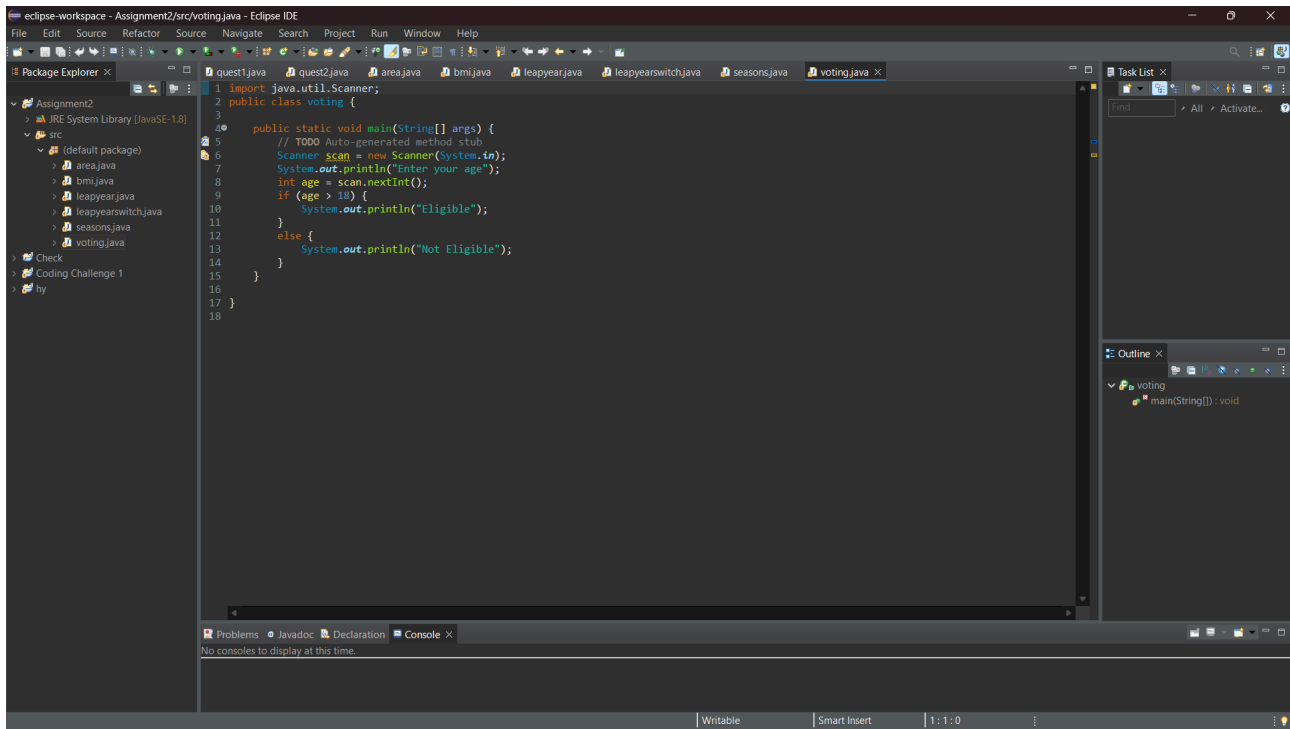 eclipse-workspace - Assignment2/src/voting.java - Eclipse IDE
File Edit Source Refactor Source Navigate Search Project Run Window Help
Package Explorer
Assignment2
JRE System Library [JavaSE-1.8]
src
(default package)
area.java
bmi.java
leapyear.java
leapyearswitch.java
seasons.java
voting.java
Check
Coding Challenge 1
hy
quest1.java quest2.java area.java bmi.java leapyear.java leapyearswitch.java seasons.java voting.java
1 import java.util.Scanner;
2 public class voting {
3
4 public static void main(String[] args) {
5 // TODO Auto-generated method stub
6 Scanner scan = new Scanner(System.in);
7 System.out.println("Enter your age");
8 int age = scan.nextInt();
9 if (age > 18) {
10 System.out.println("Eligible");
11 }
12 else {
13 System.out.println("Not Eligible");
14 }
15 }
16
17 }
18
Task List
Find All Activate...
Outline
voting
main(String[]) : void
Problems Javadoc Declaration Console
No consoles to display at this time.
Writable Smart Insert 1 : 1 : 0